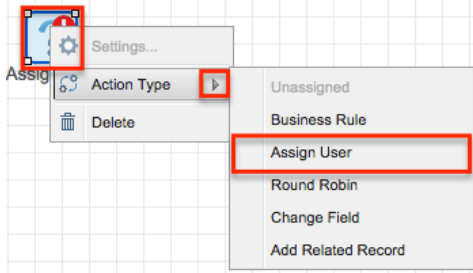 Settings...
Assig
Action Type
Delete
Unassigned
Business Rule
Assign User
Round Robin
Change Field
Add Related Record